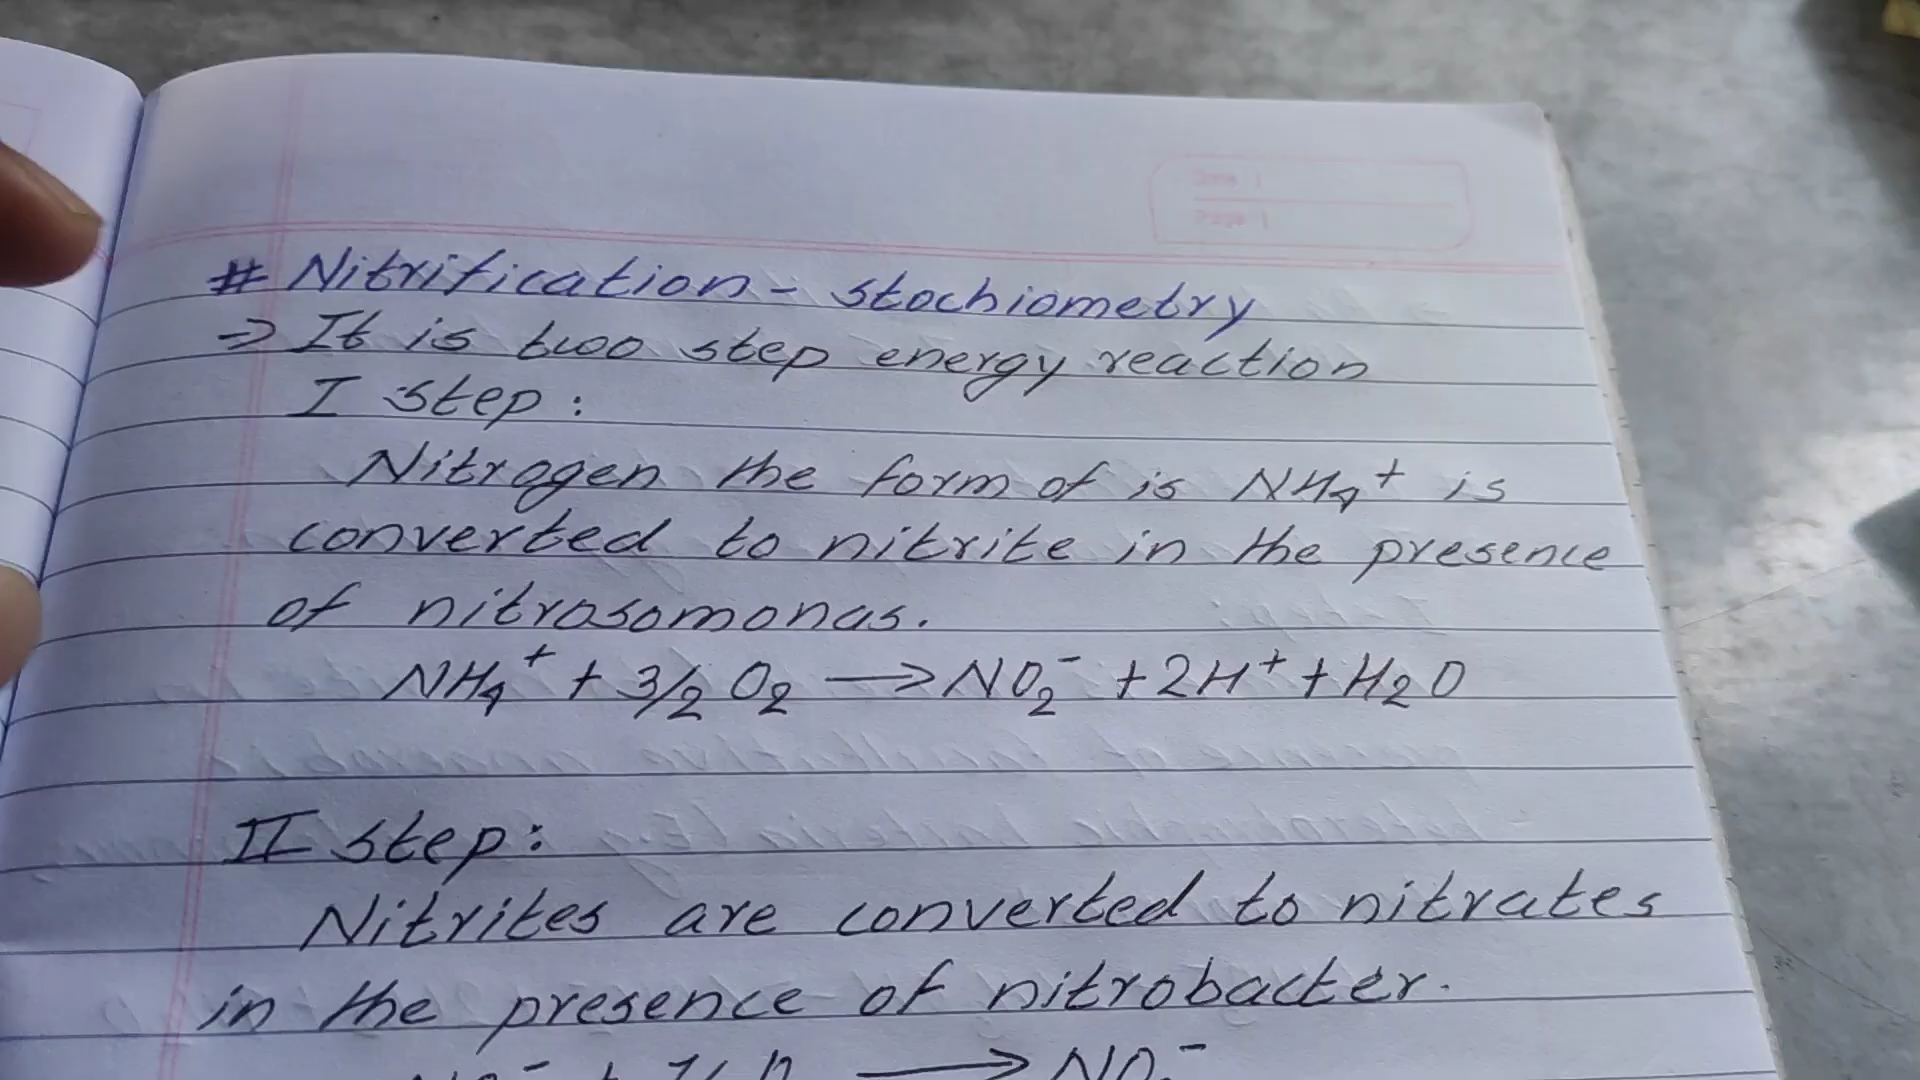 Date :
Page :
# Nitrification - stochiometry
⇒ It is two step energy reaction
I step :
Nitrogen the form of is NH₄⁺ is
converted to nitrite in the presence
of nitrosomonas.
NH₄⁺ + 3/2 O₂ → NO₂⁻ + 2H⁺ + H₂O
II step :
Nitrites are converted to nitrates
in the presence of nitrobacter.